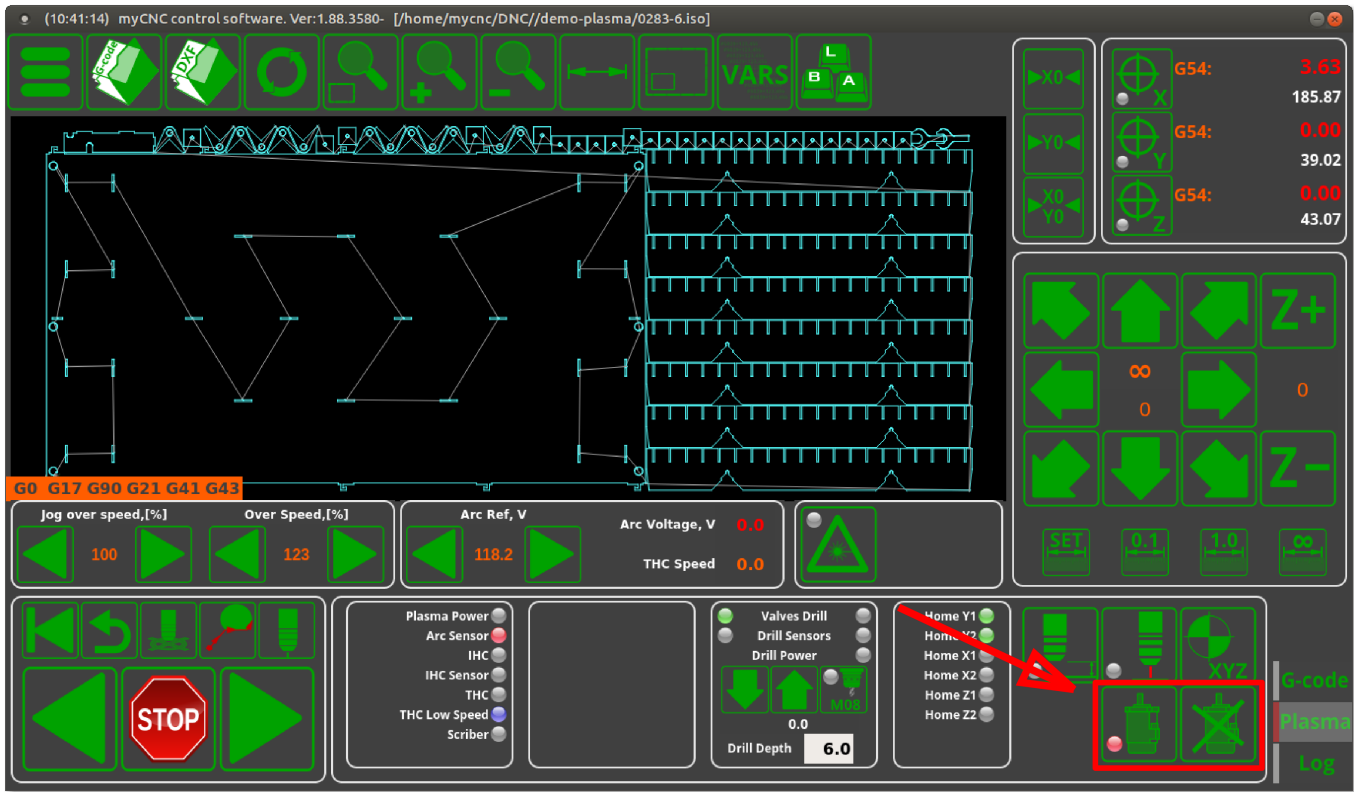 (10:41:14) myCNC control software. Ver:1.88.3580- [/home/mycnc/DNC//demo-plasma/0283-6.iso]
G-code
DXF
VARS
L
B
A
X0
Y0
X0
Y0
X
G54:
3.63
185.87
Y
G54:
0.00
39.02
Z
G54:
0.00
43.07
Z+
∞
0
0
Z-
SET
0.1
1.0
∞
G0 G17 G90 G21 G41 G43
Jog over speed,[%]
Over Speed,[%]
100
123
Arc Ref, V
118.2
Arc Voltage, V 0.0
THC Speed 0.0
STOP
Plasma Power
Arc Sensor
IHC
IHC Sensor
THC
THC Low Speed
Scriber
Valves Drill
Drill Sensors
Drill Power
M08
0.0
Drill Depth 6.0
Home Y1
Home Y2
Home X1
Home X2
Home Z1
Home Z2
XYZ
G-code
Plasma
Log